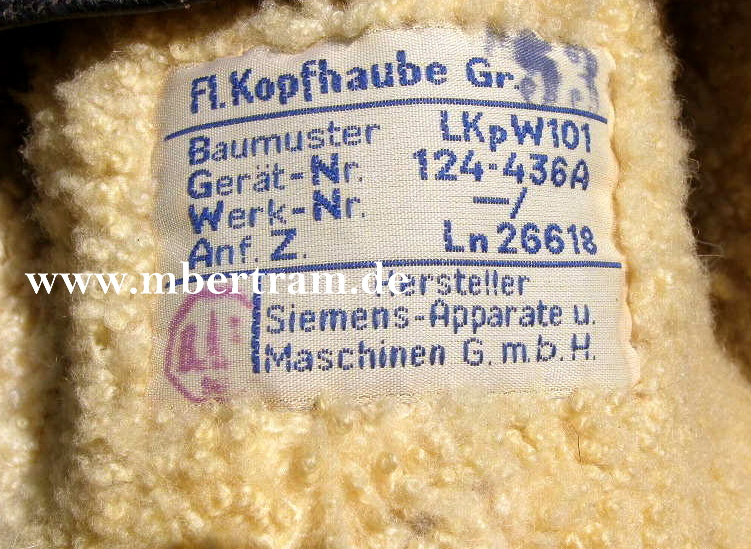 Fl. Kopfhaube Gr.
Baumuster LKpW101
Gerät-Nr. 124-436A
Werk-Nr. —/
Anf. Z. Ln 26618
www.mbertram.de
Hersteller
Siemens-Apparate u.
Maschinen G.m.b.H.